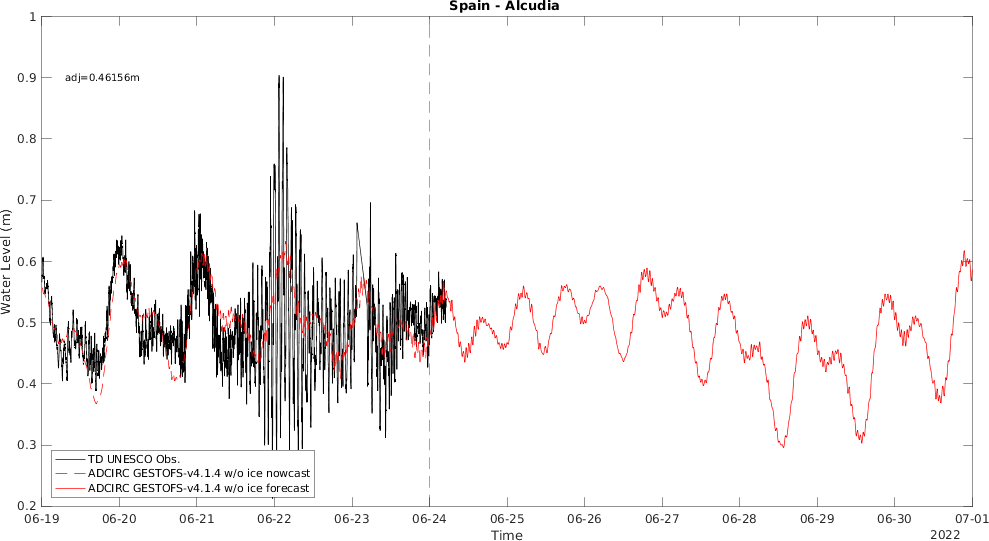 Spain - Alcudia
1
0.9
0.8
0.7
0.6
0.5
0.4
0.3
0.2
Water Level (m)
adj=0.46156m
TD UNESCO Obs.
ADCIRC GESTOFS-v4.1.4 w/o ice nowcast
ADCIRC GESTOFS-v4.1.4 w/o ice forecast
06-19 06-20 06-21 06-22 06-23 06-24 06-25 06-26 06-27 06-28 06-29 06-30 07-01
Time
2022